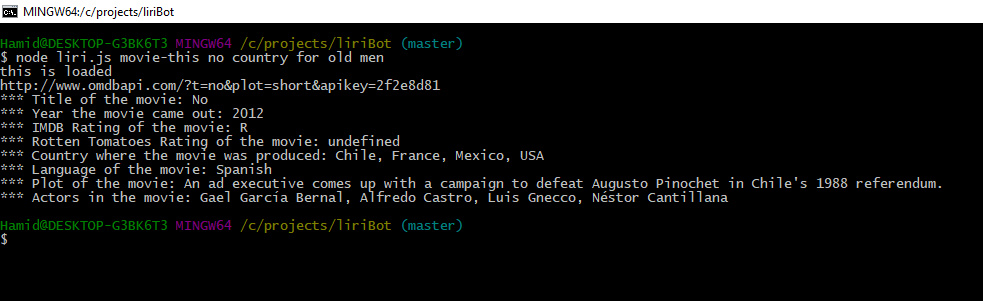 MINGW64:/c/projects/liriBot
Hamid@DESKTOP-G3BK6T3 MINGW64 /c/projects/liriBot (master)
$ node liri.js movie-this no country for old men
this is loaded
http://www.omdbapi.com/?t=no&plot=short&apikey=2f2e8d81
*** Title of the movie: No
*** Year the movie came out: 2012
*** IMDB Rating of the movie: R
*** Rotten Tomatoes Rating of the movie: undefined
*** Country where the movie was produced: Chile, France, Mexico, USA
*** Language of the movie: Spanish
*** Plot of the movie: An ad executive comes up with a campaign to defeat Augusto Pinochet in Chile's 1988 referendum.
*** Actors in the movie: Gael García Bernal, Alfredo Castro, Luis Gnecco, Néstor Cantillana
Hamid@DESKTOP-G3BK6T3 MINGW64 /c/projects/liriBot (master)
$